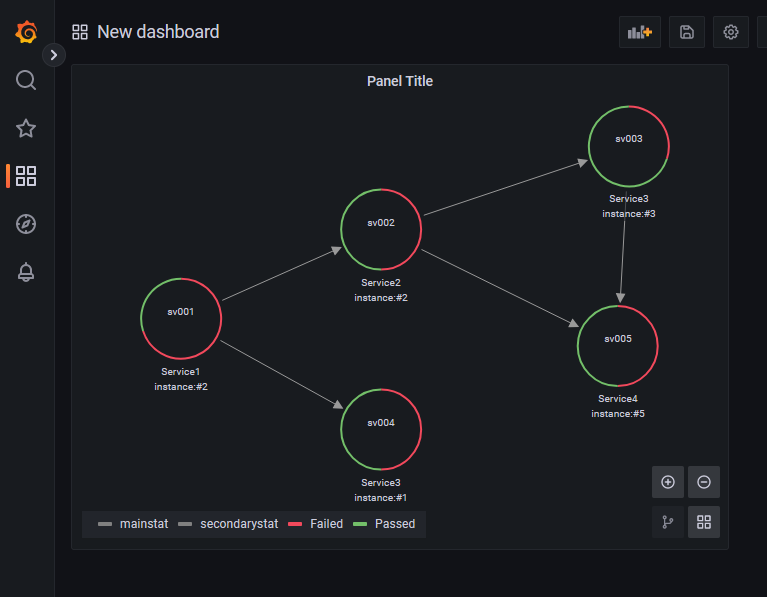 New dashboard
Panel Title
sv003
Service3
instance:#3
sv002
Service2
instance:#2
sv001
Service1
instance:#2
sv005
Service4
instance:#5
sv004
Service3
instance:#1
mainstat secondarystat Failed Passed